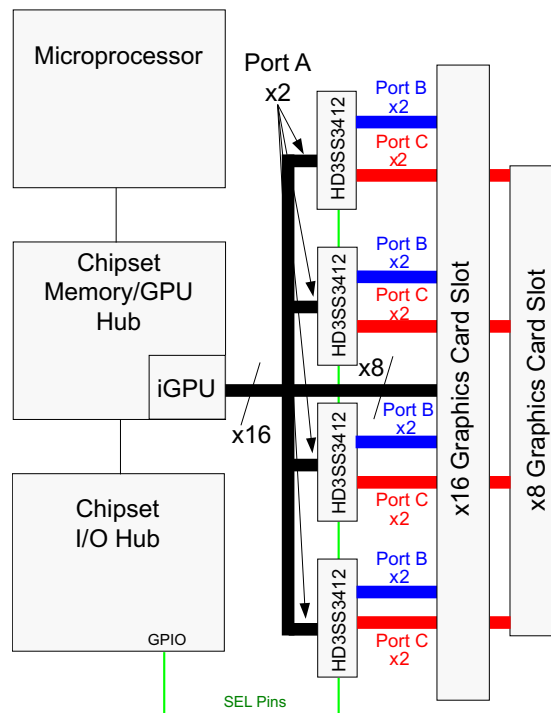 Microprocessor
Chipset
Memory/GPU
Hub
iGPU
x16
Chipset
I/O Hub
GPIO
SEL Pins
Port A
x2
HD3SS3412
Port B
x2
Port C
x2
HD3SS3412
Port B
x2
Port C
x2
x8
HD3SS3412
Port B
x2
Port C
x2
HD3SS3412
Port B
x2
Port C
x2
x16 Graphics Card Slot
x8 Graphics Card Slot